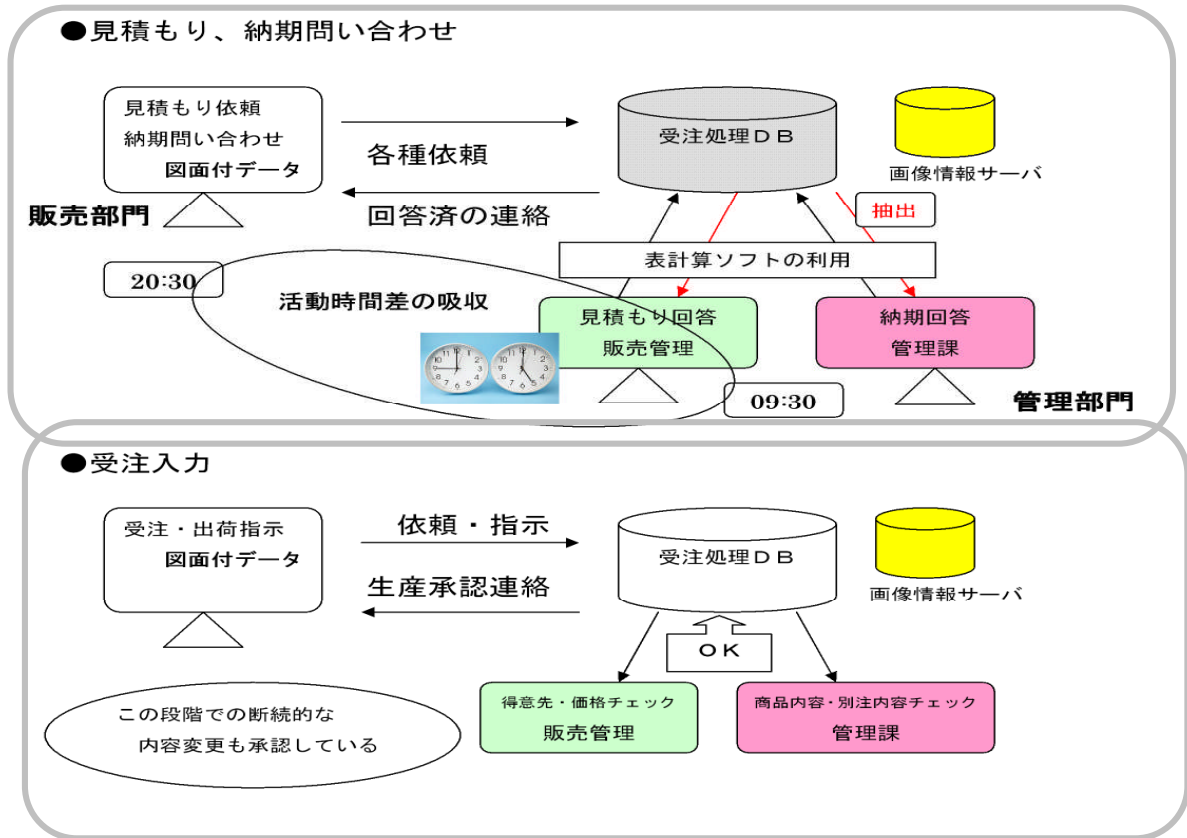 ●見積もり、納期問い合わせ
見積もり依頼
納期問い合わせ
図面付データ
販売部門
各種依頼
回答済の連絡
受注処理DB
画像情報サーバ
抽出
表計算ソフトの利用
20:30
活動時間差の吸収
見積もり回答
販売管理
納期回答
管理課
09:30
管理部門
●受注入力
受注・出荷指示
図面付データ
依頼・指示
生産承認連絡
受注処理DB
画像情報サーバ
OK
得意先・価格チェック
販売管理
商品内容・別注内容チェック
管理課
この段階での断続的な
内容変更も承認している